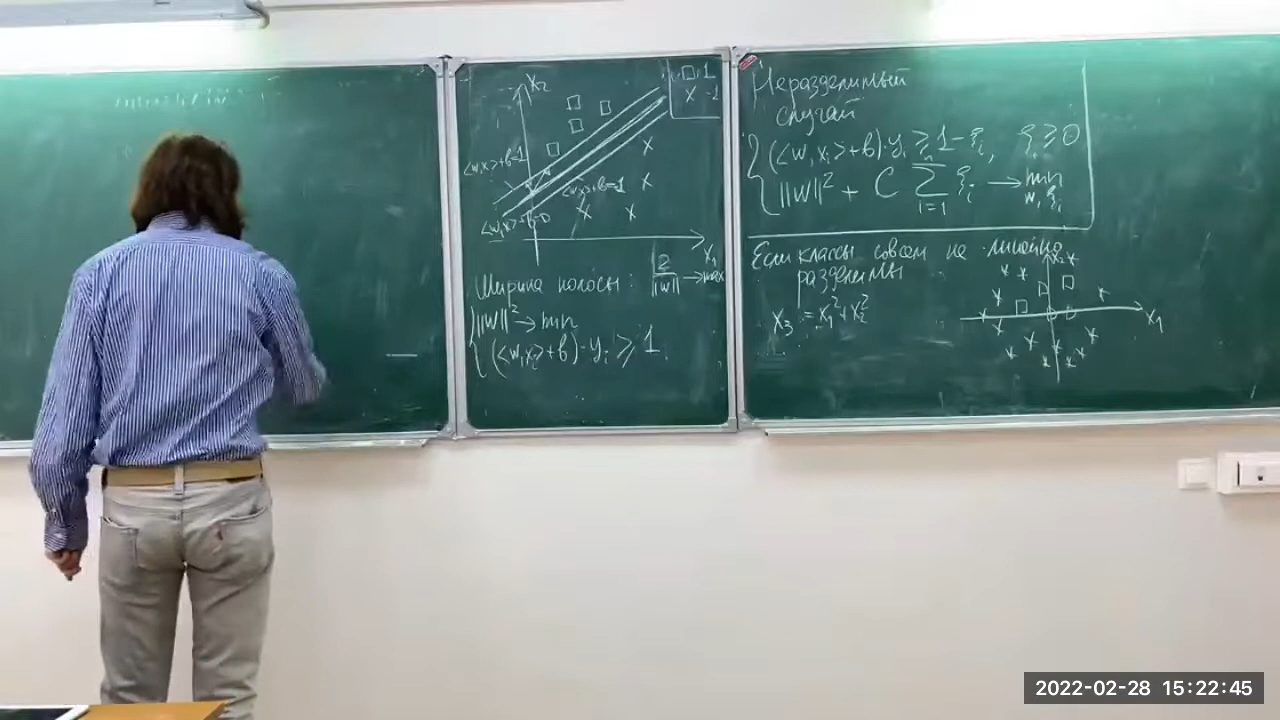 x₂
□ 1
x -1
<w,x>+b=1
<w,x>+b=-1
<w,x>+b=0
x₁
Ширина полосы: 2/||w|| → max
||w||² → min
(<w,xᵢ>+b)·yᵢ ≥ 1
Неразделимый
случай
(<w,xᵢ>+b)·yᵢ ≥ 1-ξᵢ, ξᵢ ≥ 0
||w||² + C ∑ᵢ₌₁ⁿ ξᵢ → min w, ξᵢ
Если классы совсем не линейно
разделимы
x₃ = x₁² + x₂²
x₁
2022-02-28 15:22:45